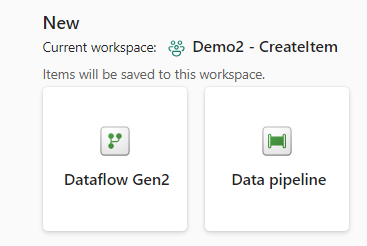 New
Current workspace: Demo2 - CreateItem
Items will be saved to this workspace.
Dataflow Gen2
Data pipeline